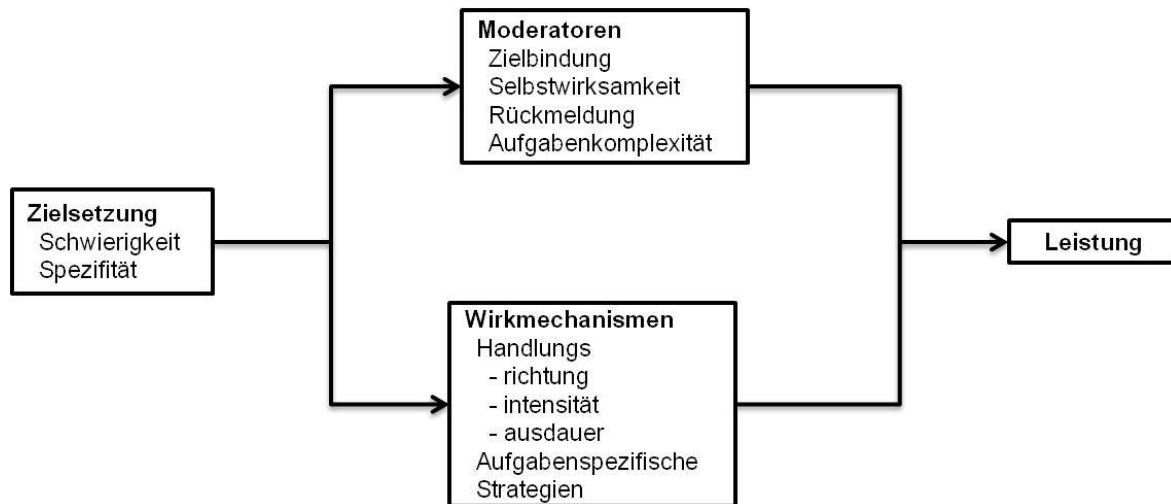 Moderatoren
Zielbindung
Selbstwirksamkeit
Rückmeldung
Aufgabenkomplexität
Zielsetzung
Schwierigkeit
Spezifität
Leistung
Wirkmechanismen
Handlungs
- richtung
- intensität
- ausdauer
Aufgabenspezifische
Strategien